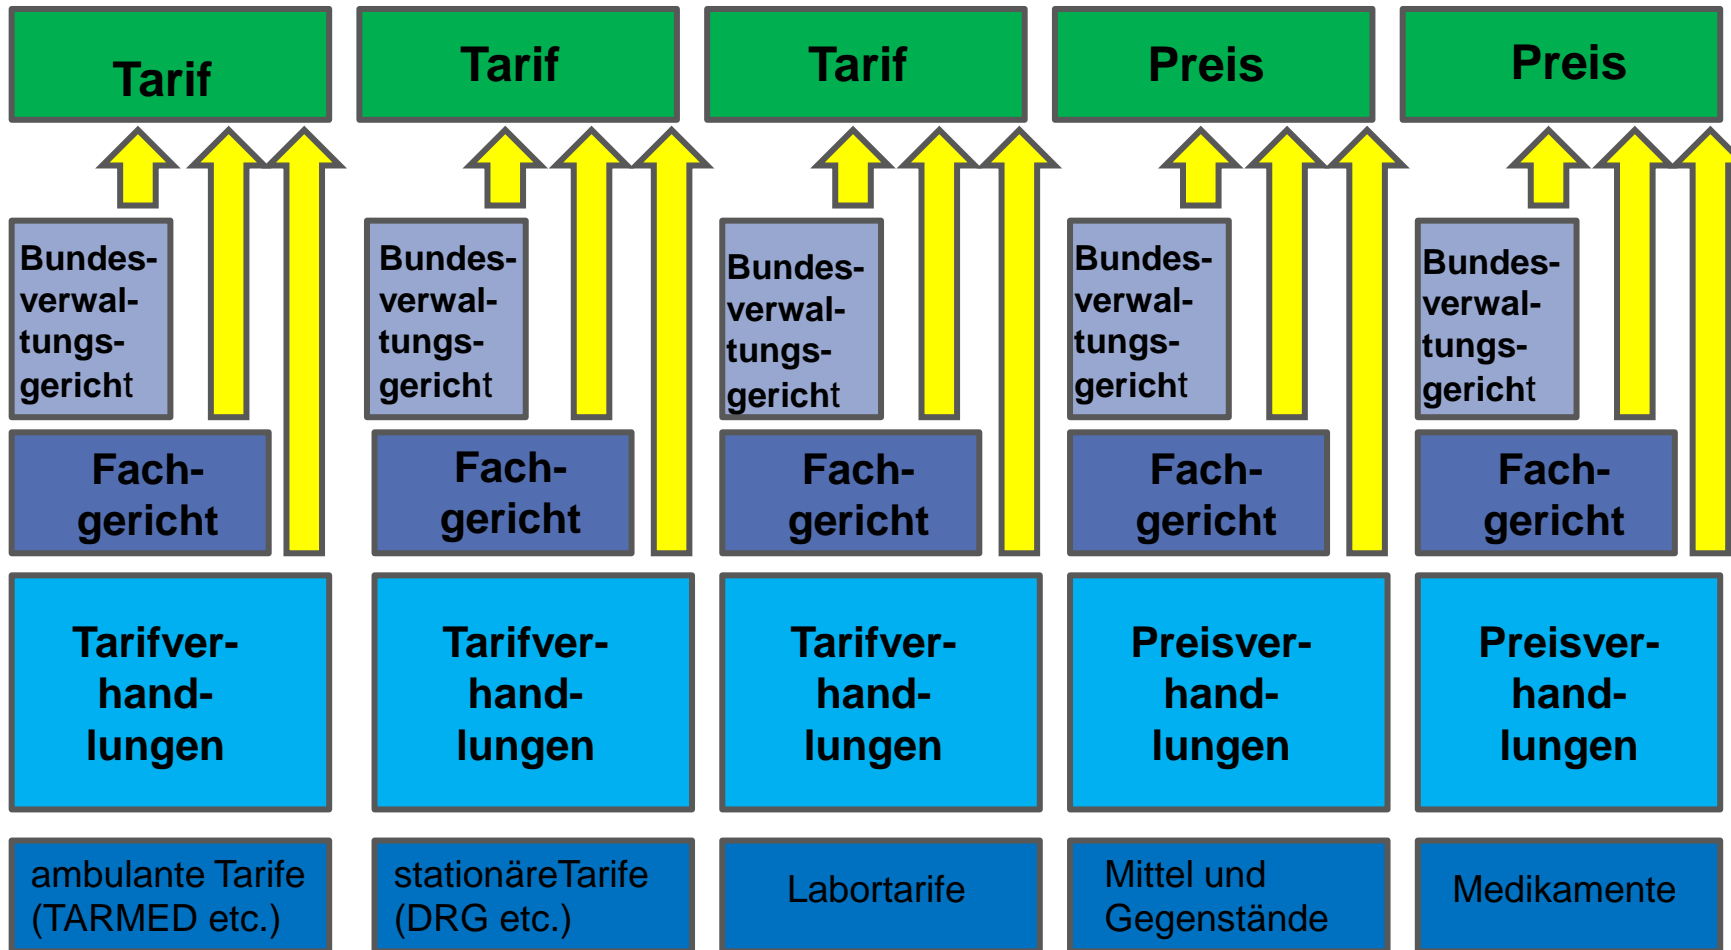 Tarif
Tarif
Tarif
Preis
Preis
Bundes-
verwal-
tungs-
gericht
Bundes-
verwal-
tungs-
gericht
Bundes-
verwal-
tungs-
gericht
Bundes-
verwal-
tungs-
gericht
Bundes-
verwal-
tungs-
gericht
Fach-
gericht
Fach-
gericht
Fach-
gericht
Fach-
gericht
Fach-
gericht
Tarifver-
hand-
lungen
Tarifver-
hand-
lungen
Tarifver-
hand-
lungen
Preisver-
hand-
lungen
Preisver-
hand-
lungen
ambulante Tarife
(TARMED etc.)
stationäreTarife
(DRG etc.)
Labortarife
Mittel und
Gegenstände
Medikamente